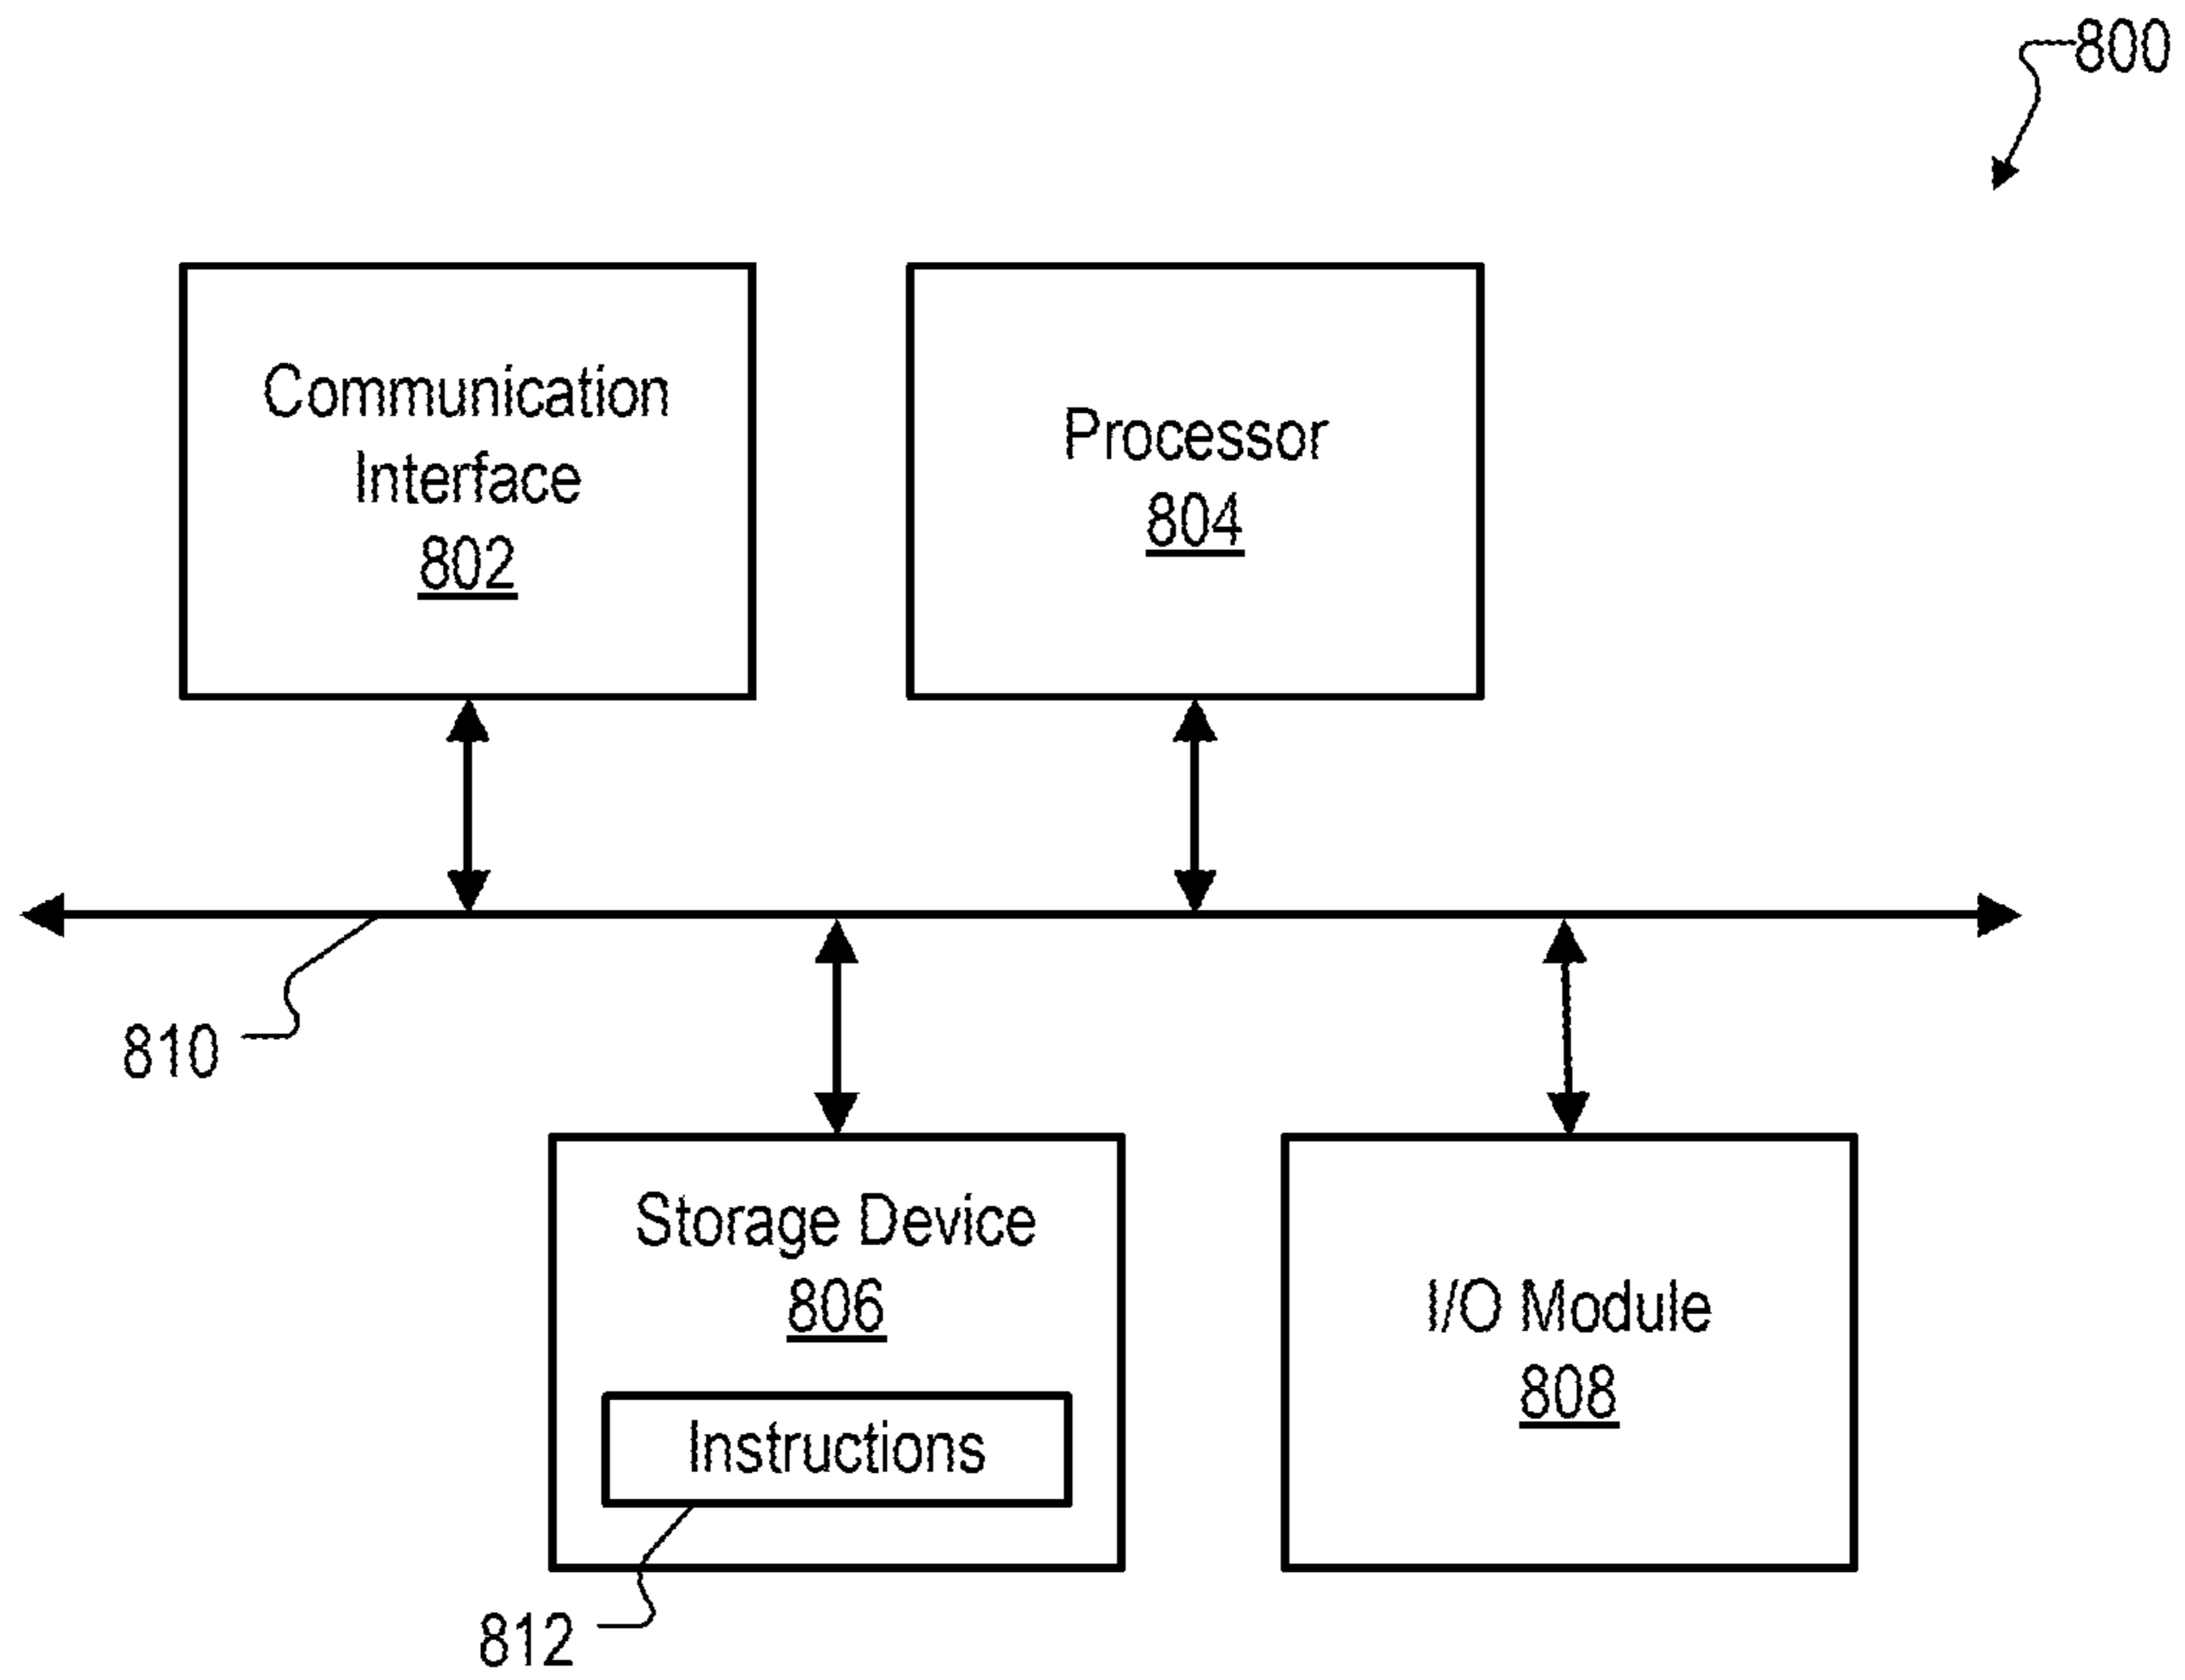 800
Communication
Interface
802
Processor
804
810
Storage Device
806
Instructions
812
I/O Module
808